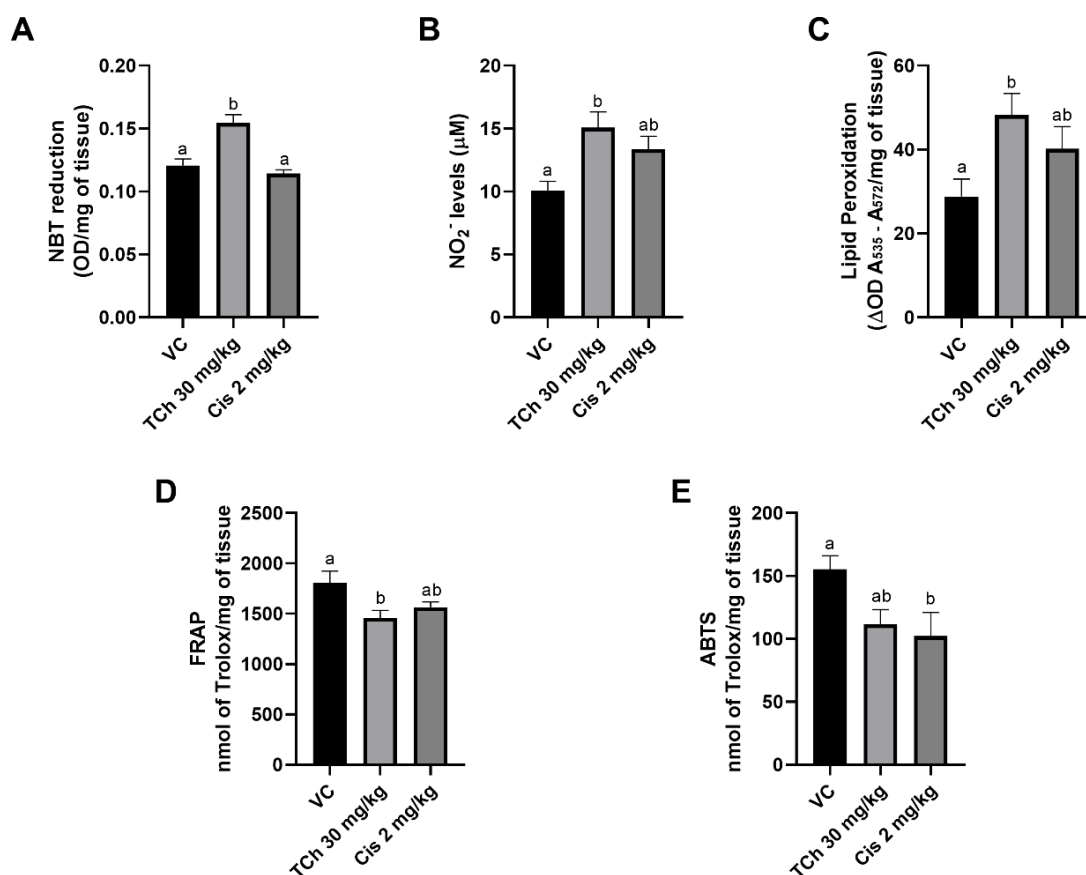 A
NBT reduction
(OD/mg of tissue)
0.20
0.15
0.10
0.05
0.00
a
b
a
VC
TCh 30 mg/kg
Cis 2 mg/kg
B
NO₂⁻ levels (μM)
20
15
10
5
0
a
b
ab
VC
TCh 30 mg/kg
Cis 2 mg/kg
C
Lipid Peroxidation
(ΔOD A₅₃₅ - A₅₇₂/mg of tissue)
60
40
20
0
a
b
ab
VC
TCh 30 mg/kg
Cis 2 mg/kg
D
FRAP
nmol of Trolox/mg of tissue
2500
2000
1500
1000
500
0
a
b
ab
VC
TCh 30 mg/kg
Cis 2 mg/kg
E
ABTS
nmol of Trolox/mg of tissue
200
150
100
50
0
a
ab
b
VC
TCh 30 mg/kg
Cis 2 mg/kg